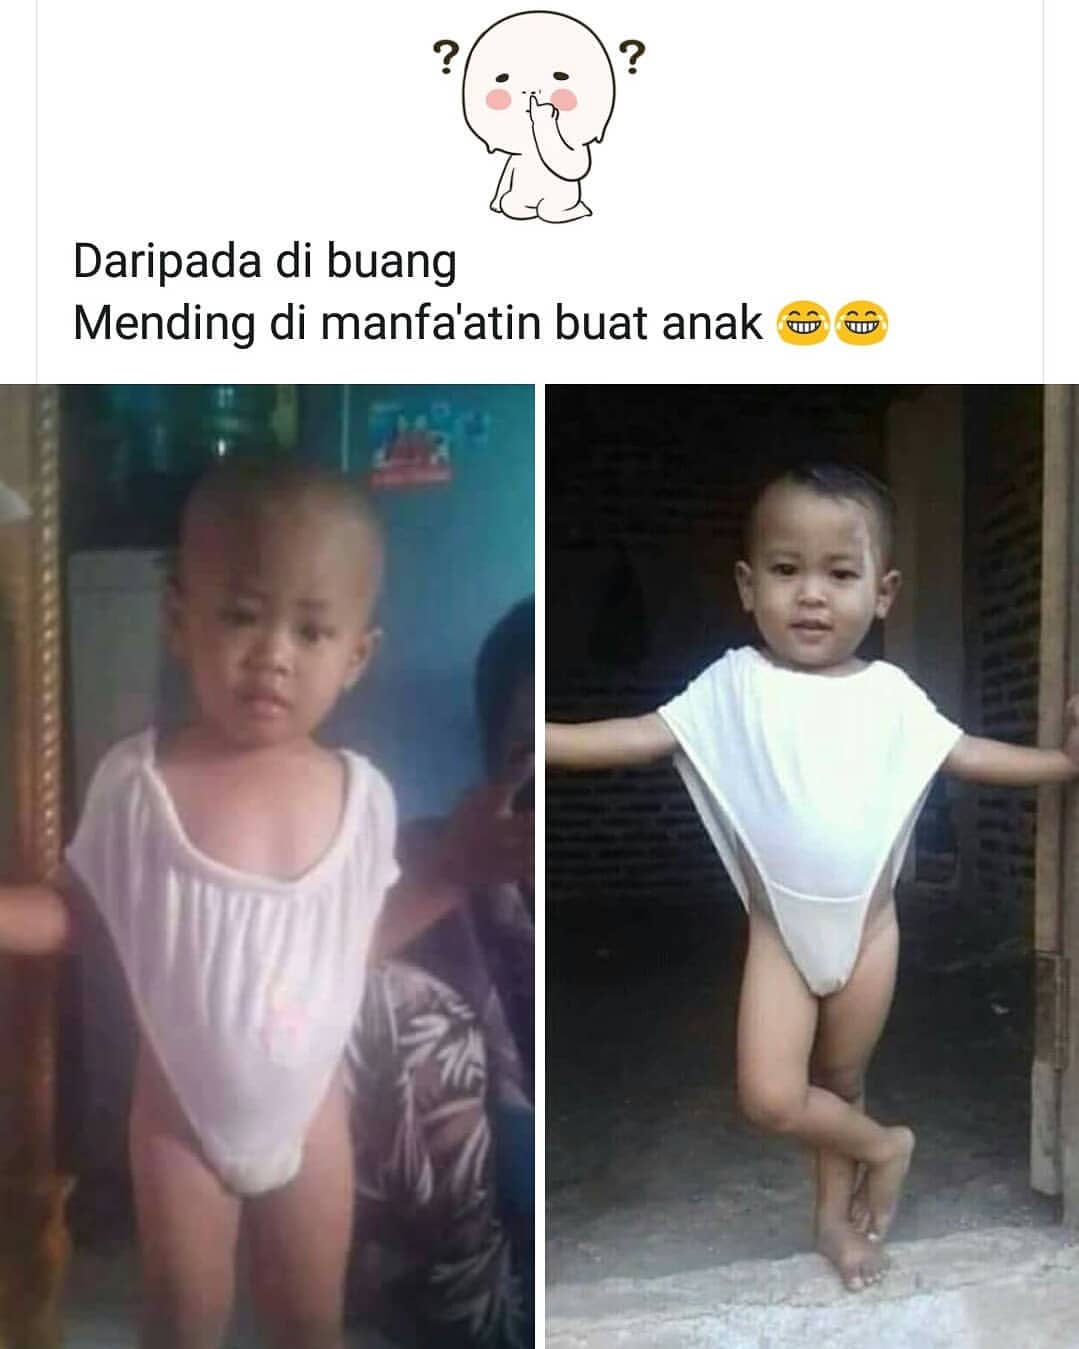 ? ?
Daripada di buang
Mending di manfa'atin buat anak 😂😂